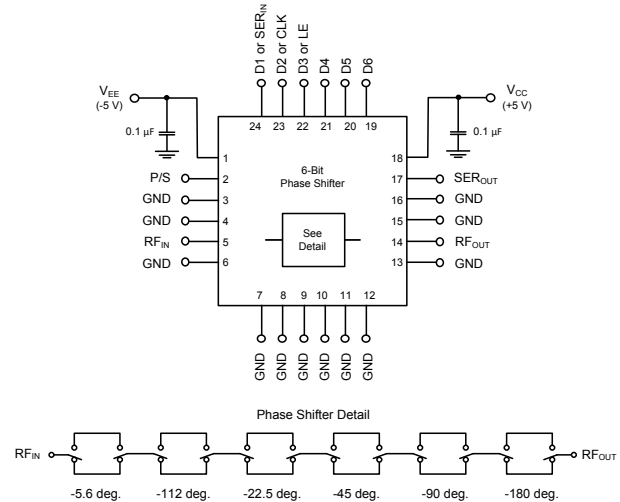 D1 or SERIN
D2 or CLK
D3 or LE
D4
D5
D6
VEE
(-5 V)
VCC
(+5 V)
0.1 µF
0.1 µF
24 23 22 21 20 19
1
18
6-Bit
Phase Shifter
P/S
2
17
SEROUT
GND
3
16
GND
GND
4
15
GND
See
Detail
RFIN
5
14
RFOUT
GND
6
13
GND
7 8 9 10 11 12
GND
GND
GND
GND
GND
GND
Phase Shifter Detail
RFIN
RFOUT
-5.6 deg. -112 deg. -22.5 deg. -45 deg. -90 deg. -180 deg.